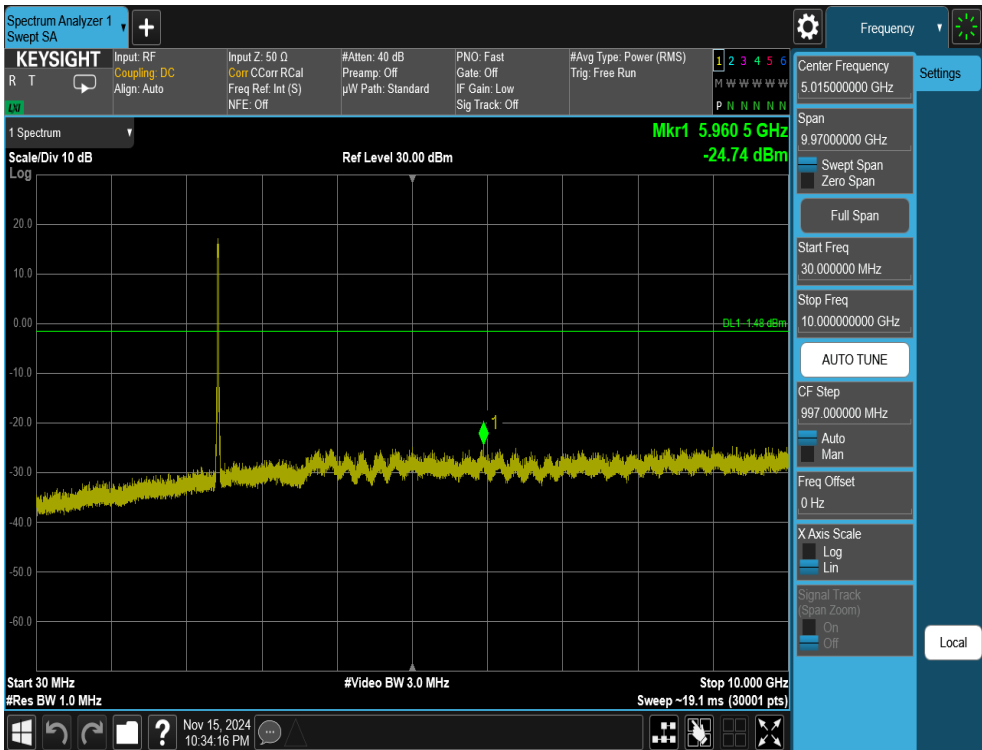 Spectrum Analyzer 1
Swept SA
+
Frequency
KEYSIGHT
R T
LXI
Input: RF
Coupling: DC
Align: Auto
Input Z: 50 Ω
Corr CCorr RCal
Freq Ref: Int (S)
NFE: Off
#Atten: 40 dB
Preamp: Off
µW Path: Standard
PNO: Fast
Gate: Off
IF Gain: Low
Sig Track: Off
#Avg Type: Power (RMS)
Trig: Free Run
1 2 3 4 5 6
M W W W W W
P N N N N N
1 Spectrum
Scale/Div 10 dB
Log
Ref Level 30.00 dBm
Mkr1 5.960 5 GHz
-24.74 dBm
20.0
10.0
0.00
DL1 -1.48 dBm
-10.0
-20.0
1
-30.0
-40.0
-50.0
-60.0
Start 30 MHz
#Res BW 1.0 MHz
#Video BW 3.0 MHz
Stop 10.000 GHz
Sweep ~19.1 ms (30001 pts)
Center Frequency
5.015000000 GHz
Span
9.97000000 GHz
Swept Span
Zero Span
Full Span
Start Freq
30.000000 MHz
Stop Freq
10.000000000 GHz
AUTO TUNE
CF Step
997.000000 MHz
Auto
Man
Freq Offset
0 Hz
X Axis Scale
Log
Lin
Signal Track
(Span Zoom)
On
Off
Settings
Local
?
Nov 15, 2024
10:34:16 PM